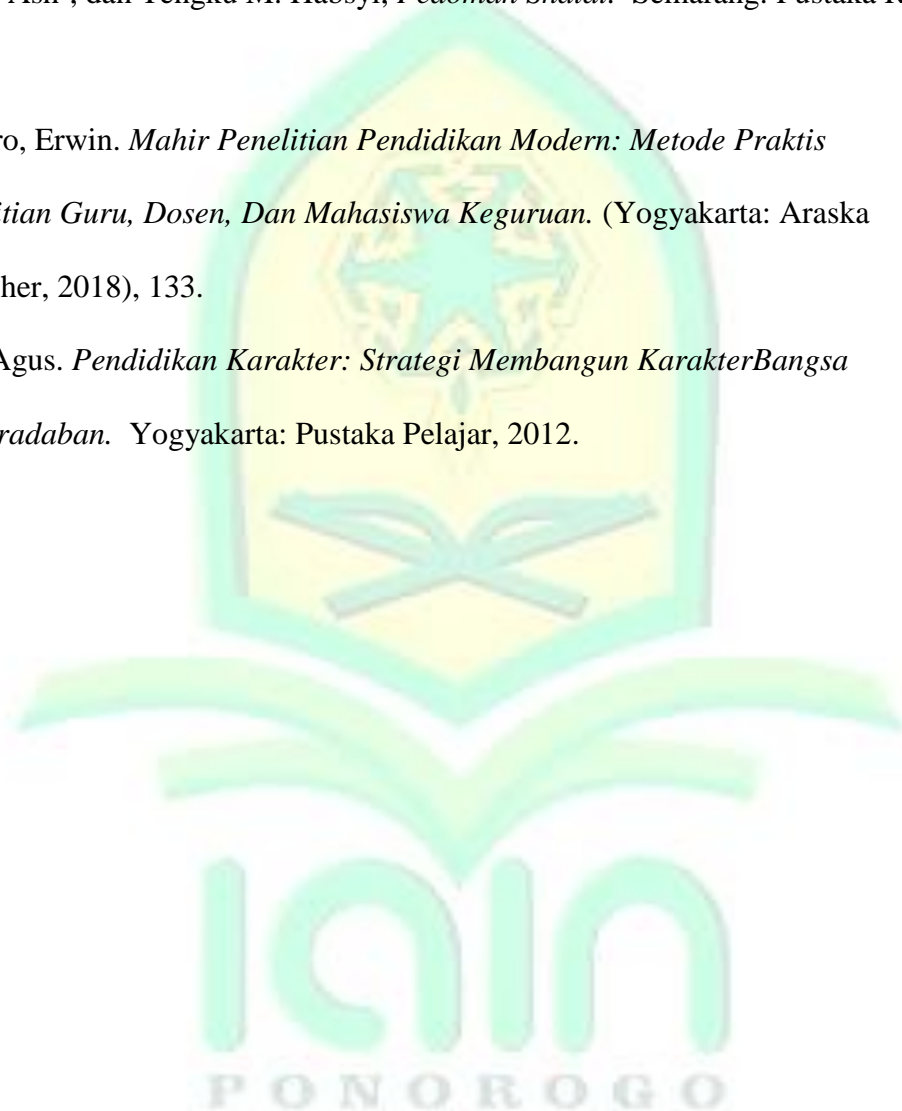 dan Tengku M. Hasbyi, Pedoman Shalat. Semarang: Pustaka
ro, Erwin. Mahir Penelitian Pendidikan Modern: Metode Praktis
itian Guru, Dosen, Dan Mahasiswa Keguruan. (Yogyakarta: Araska
her, 2018), 133.
Agus. Pendidikan Karakter: Strategi Membangun KarakterBangsa
radaban. Yogyakarta: Pustaka Pelajar, 2012.
iain
PONOROGO